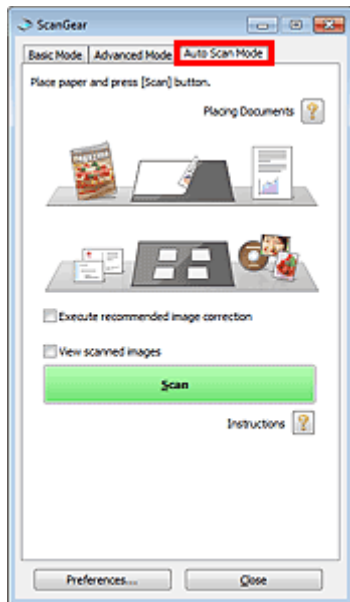 ScanGear
Basic Mode Advanced Mode Auto Scan Mode
Place paper and press [Scan] button.
Placing Documents
Execute recommended image correction
View scanned images
Scan
Instructions
Preferences... Close